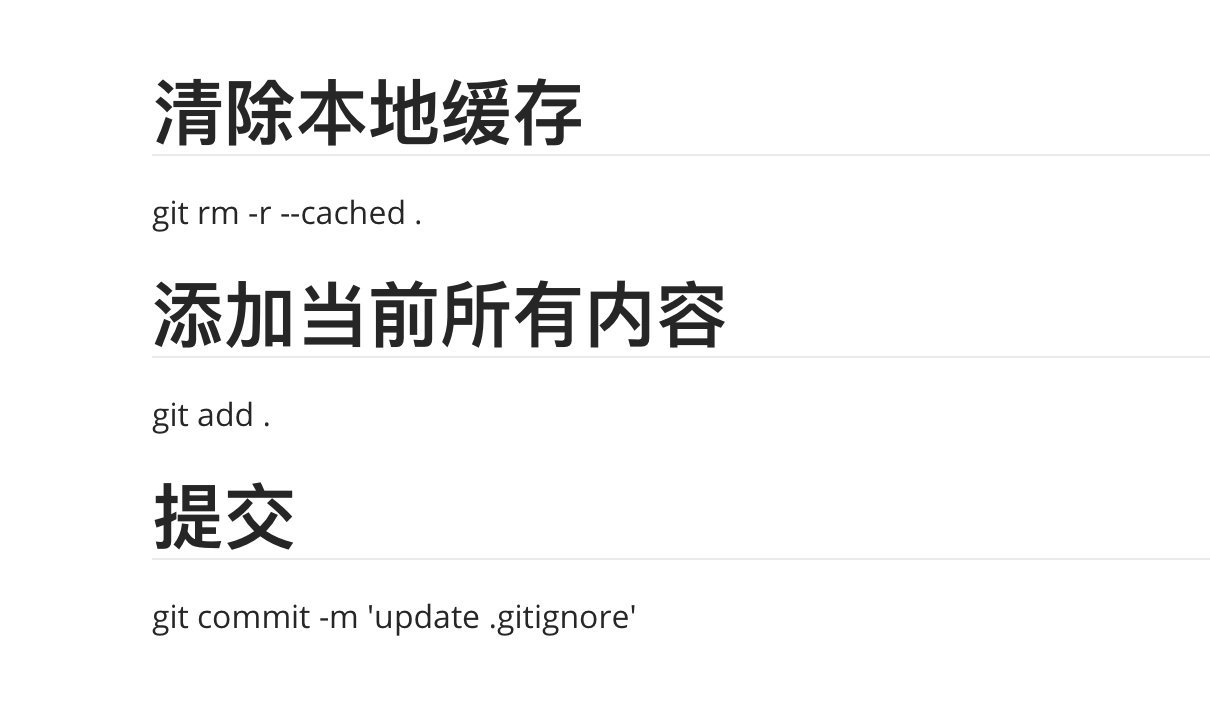 清除本地缓存
git rm -r --cached .
添加当前所有内容
git add .
提交
git commit -m 'update .gitignore'